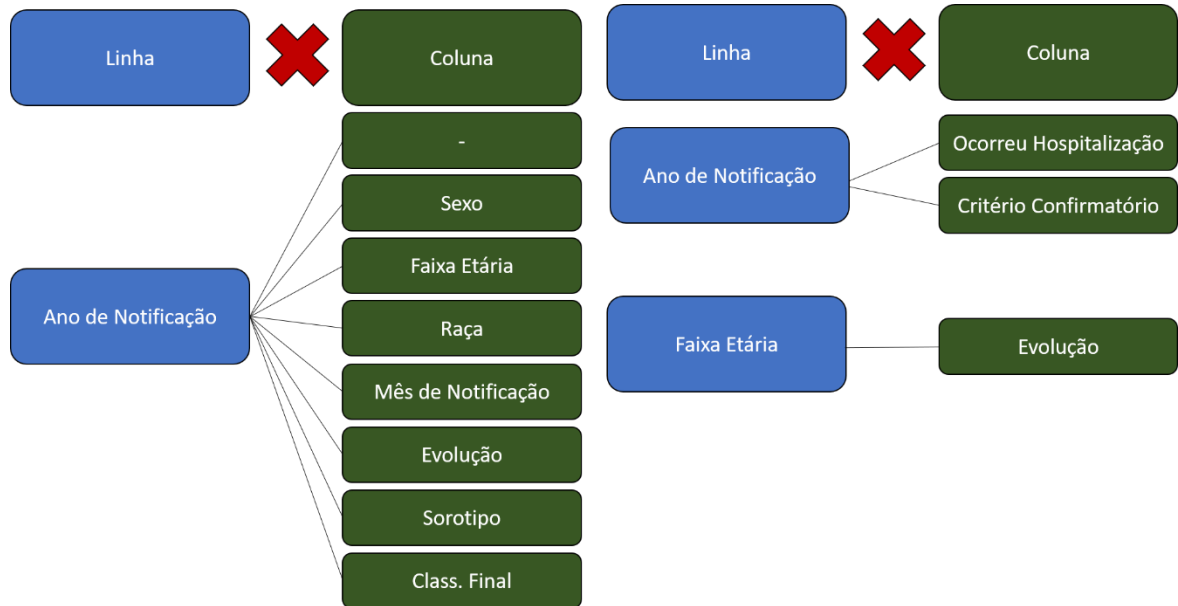 Linha
Coluna
Ano de Notificação
-
Sexo
Faixa Etária
Raça
Mês de Notificação
Evolução
Sorotipo
Class. Final
Linha
Coluna
Ano de Notificação
Ocorreu Hospitalização
Critério Confirmatório
Faixa Etária
Evolução